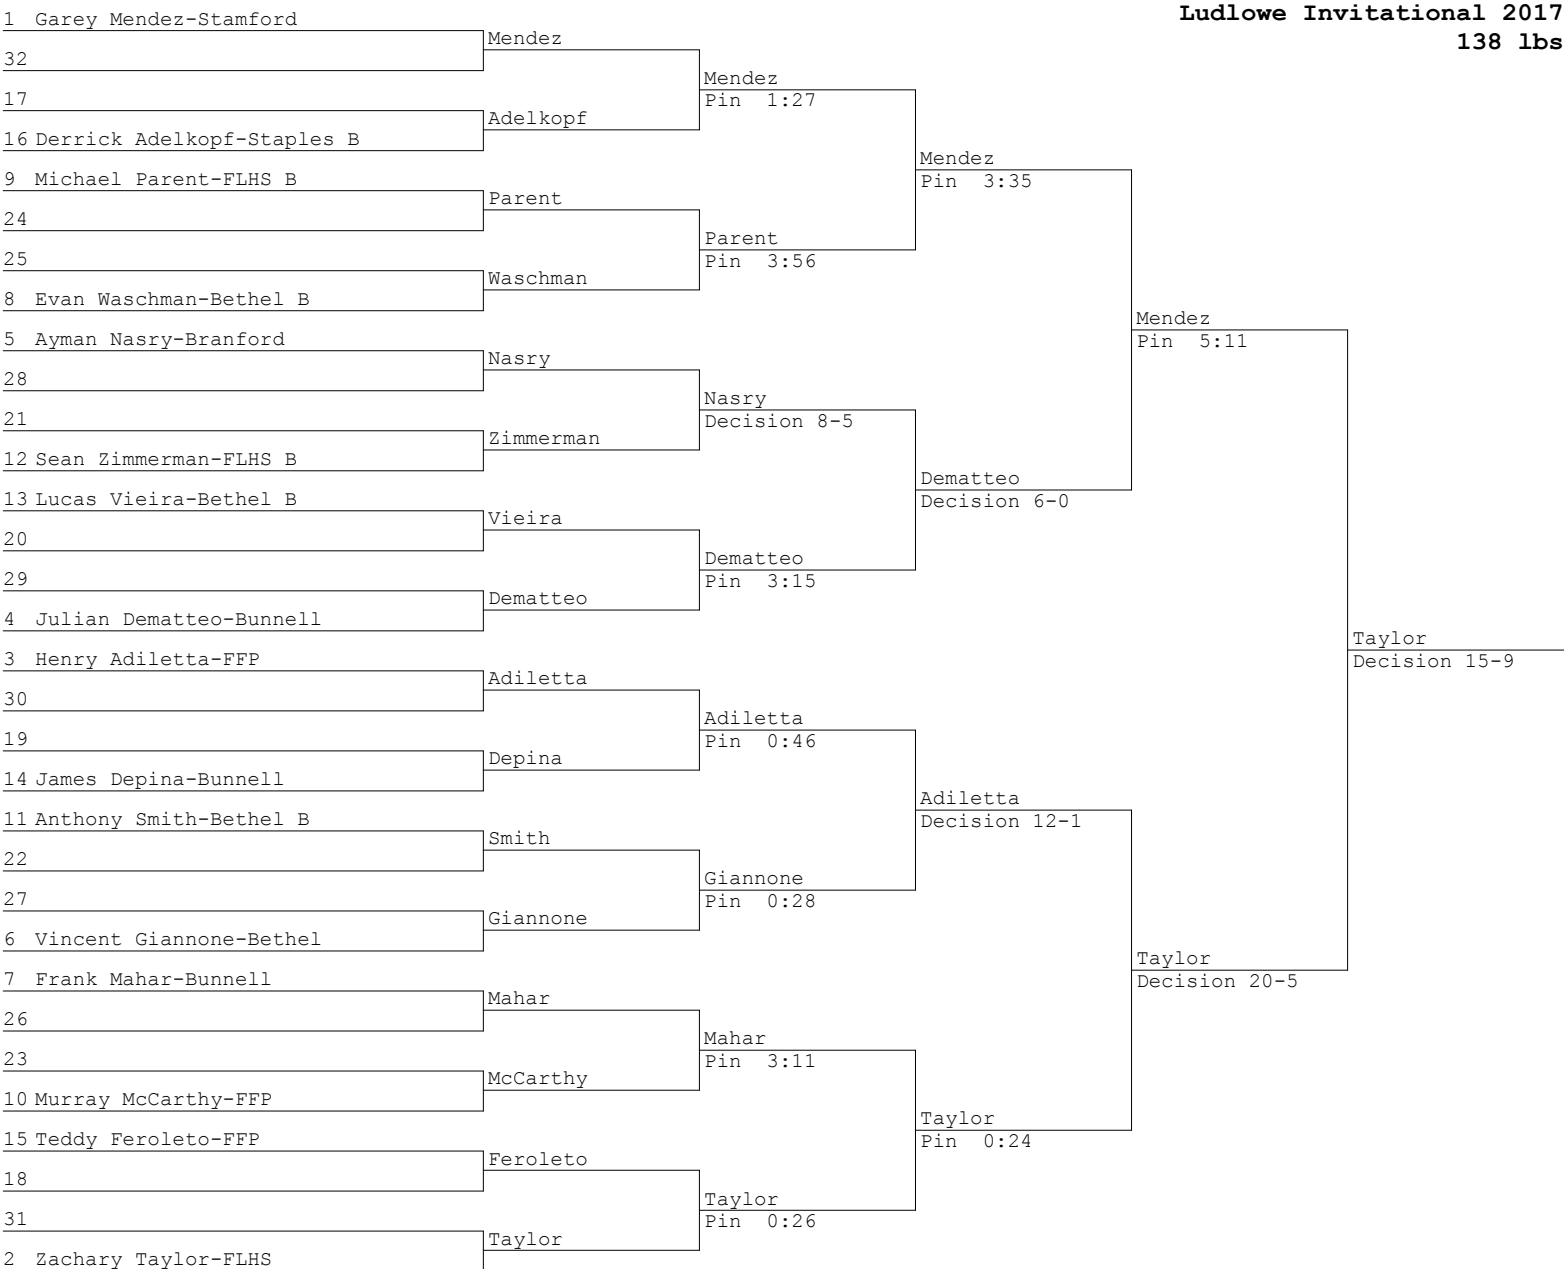 Ludlowe Invitational 2017
138 lbs
1 Garey Mendez-Stamford
32
17
16 Derrick Adelkopf-Staples B
9 Michael Parent-FLHS B
24
25
8 Evan Waschman-Bethel B
5 Ayman Nasry-Branford
28
21
12 Sean Zimmerman-FLHS B
13 Lucas Vieira-Bethel B
20
29
4 Julian Dematteo-Bunnell
3 Henry Adiletta-FFP
30
19
14 James Depina-Bunnell
11 Anthony Smith-Bethel B
22
27
6 Vincent Giannone-Bethel
7 Frank Mahar-Bunnell
26
23
10 Murray McCarthy-FFP
15 Teddy Feroleto-FFP
18
31
2 Zachary Taylor-FLHS
Mendez
Adelkopf
Parent
Waschman
Nasry
Zimmerman
Vieira
Dematteo
Adiletta
Depina
Smith
Giannone
Mahar
McCarthy
Feroleto
Taylor
Mendez
Pin 1:27
Parent
Pin 3:56
Nasry
Decision 8-5
Dematteo
Pin 3:15
Adiletta
Pin 0:46
Giannone
Pin 0:28
Mahar
Pin 3:11
Taylor
Pin 0:26
Mendez
Pin 3:35
Dematteo
Decision 6-0
Adiletta
Decision 12-1
Taylor
Pin 0:24
Mendez
Pin 5:11
Taylor
Decision 20-5
Taylor
Decision 15-9